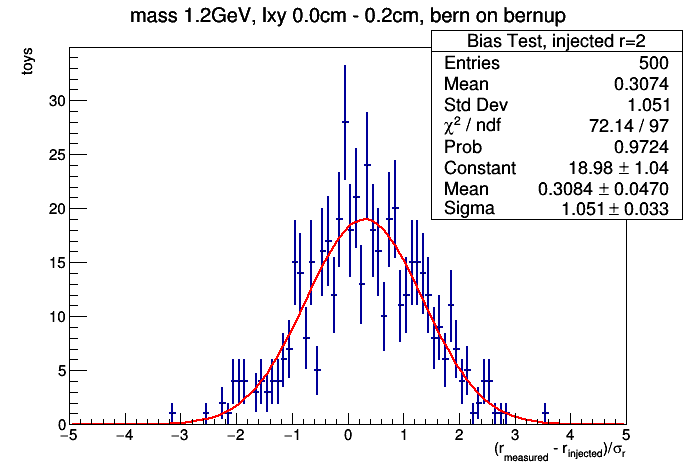 mass 1.2GeV, lxy 0.0cm - 0.2cm, bern on bernup
toys
Bias Test, injected r=2
Entries 500
Mean 0.3074
Std Dev 1.051
χ² / ndf 72.14 / 97
Prob 0.9724
Constant 18.98 ± 1.04
Mean 0.3084 ± 0.0470
Sigma 1.051 ± 0.033
30
25
20
15
10
5
0
−5 −4 −3 −2 −1 0 1 2 3 4 5
(r_measured - r_injected)/σ_r